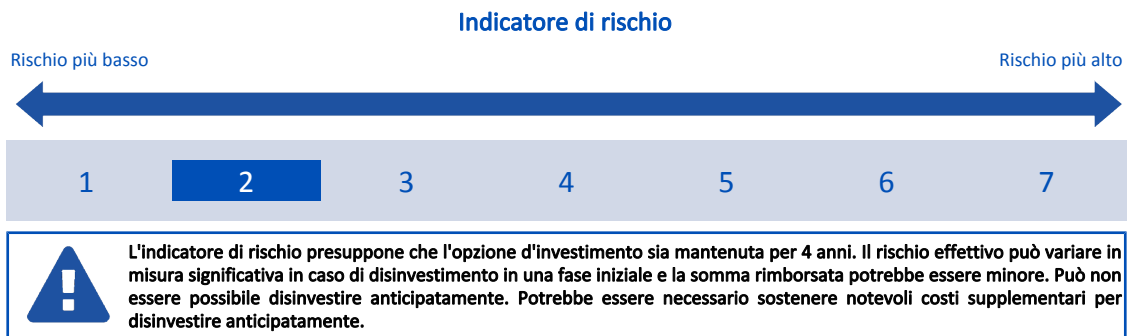 Indicatore di rischio
Rischio più basso
Rischio più alto
1 2 3 4 5 6 7
L'indicatore di rischio presuppone che l'opzione d'investimento sia mantenuta per 4 anni. Il rischio effettivo può variare in
misura significativa in caso di disinvestimento in una fase iniziale e la somma rimborsata potrebbe essere minore. Può non
essere possibile disinvestire anticipatamente. Potrebbe essere necessario sostenere notevoli costi supplementari per
disinvestire anticipatamente.